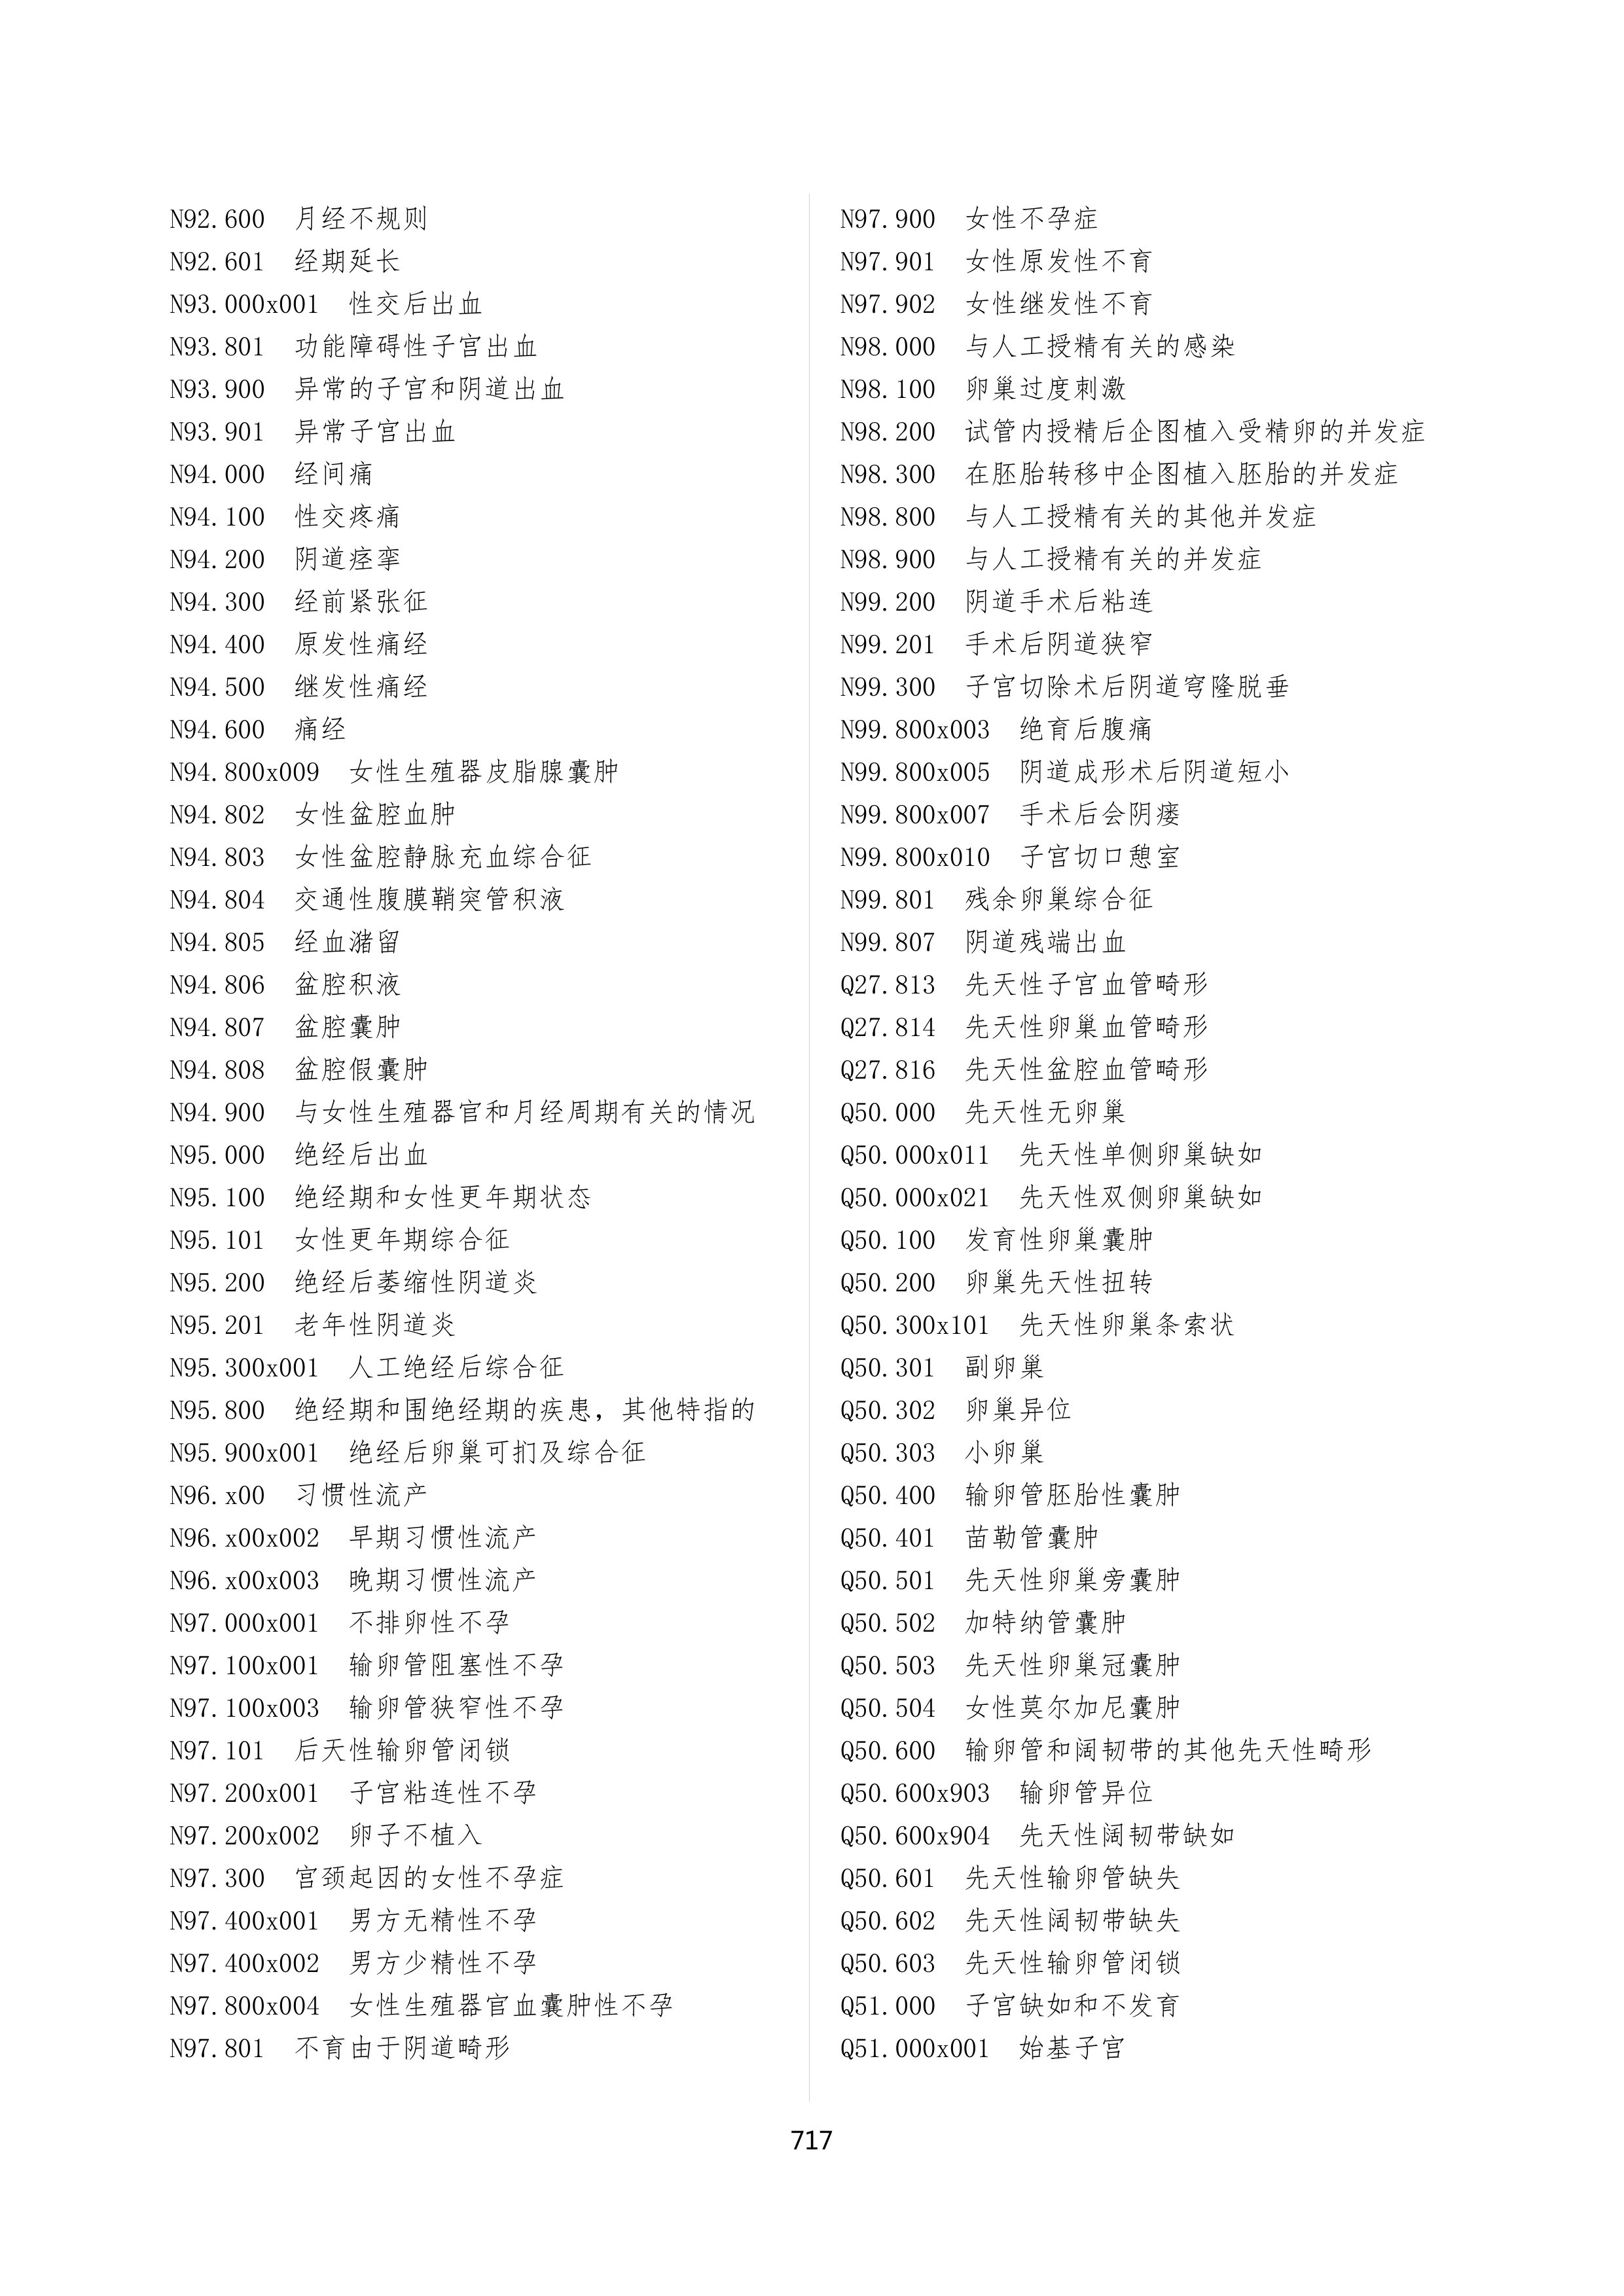 N92.600 月经不规则
N92.601 经期延长
N93.000x001 性交后出血
N93.801 功能障碍性子宫出血
N93.900 异常的子宫和阴道出血
N93.901 异常子宫出血
N94.000 经间痛
N94.100 性交疼痛
N94.200 阴道痉挛
N94.300 经前紧张征
N94.400 原发性痛经
N94.500 继发性痛经
N94.600 痛经
N94.800x009 女性生殖器皮脂腺囊肿
N94.802 女性盆腔血肿
N94.803 女性盆腔静脉充血综合征
N94.804 交通性腹膜鞘突管积液
N94.805 经血潴留
N94.806 盆腔积液
N94.807 盆腔囊肿
N94.808 盆腔假囊肿
N94.900 与女性生殖器官和月经周期有关的情况
N95.000 绝经后出血
N95.100 绝经期和女性更年期状态
N95.101 女性更年期综合征
N95.200 绝经后萎缩性阴道炎
N95.201 老年性阴道炎
N95.300x001 人工绝经后综合征
N95.800 绝经期和围绝经期的疾患，其他特指的
N95.900x001 绝经后卵巢可扪及综合征
N96.x00 习惯性流产
N96.x00x002 早期习惯性流产
N96.x00x003 晚期习惯性流产
N97.000x001 不排卵性不孕
N97.100x001 输卵管阻塞性不孕
N97.100x003 输卵管狭窄性不孕
N97.101 后天性输卵管闭锁
N97.200x001 子宫粘连性不孕
N97.200x002 卵子不植入
N97.300 宫颈起因的女性不孕症
N97.400x001 男方无精性不孕
N97.400x002 男方少精性不孕
N97.800x004 女性生殖器官血囊肿性不孕
N97.801 不育由于阴道畸形
N97.900 女性不孕症
N97.901 女性原发性不育
N97.902 女性继发性不育
N98.000 与人工授精有关的感染
N98.100 卵巢过度刺激
N98.200 试管内授精后企图植入受精卵的并发症
N98.300 在胚胎转移中企图植入胚胎的并发症
N98.800 与人工授精有关的其他并发症
N98.900 与人工授精有关的并发症
N99.200 阴道手术后粘连
N99.201 手术后阴道狭窄
N99.300 子宫切除术后阴道穹隆脱垂
N99.800x003 绝育后腹痛
N99.800x005 阴道成形术后阴道短小
N99.800x007 手术后会阴瘘
N99.800x010 子宫切口憩室
N99.801 残余卵巢综合征
N99.807 阴道残端出血
Q27.813 先天性子宫血管畸形
Q27.814 先天性卵巢血管畸形
Q27.816 先天性盆腔血管畸形
Q50.000 先天性无卵巢
Q50.000x011 先天性单侧卵巢缺如
Q50.000x021 先天性双侧卵巢缺如
Q50.100 发育性卵巢囊肿
Q50.200 卵巢先天性扭转
Q50.300x101 先天性卵巢条索状
Q50.301 副卵巢
Q50.302 卵巢异位
Q50.303 小卵巢
Q50.400 输卵管胚胎性囊肿
Q50.401 苗勒管囊肿
Q50.501 先天性卵巢旁囊肿
Q50.502 加特纳管囊肿
Q50.503 先天性卵巢冠囊肿
Q50.504 女性莫尔加尼囊肿
Q50.600 输卵管和阔韧带的其他先天性畸形
Q50.600x903 输卵管异位
Q50.600x904 先天性阔韧带缺如
Q50.601 先天性输卵管缺失
Q50.602 先天性阔韧带缺失
Q50.603 先天性输卵管闭锁
Q51.000 子宫缺如和不发育
Q51.000x001 始基子宫
717